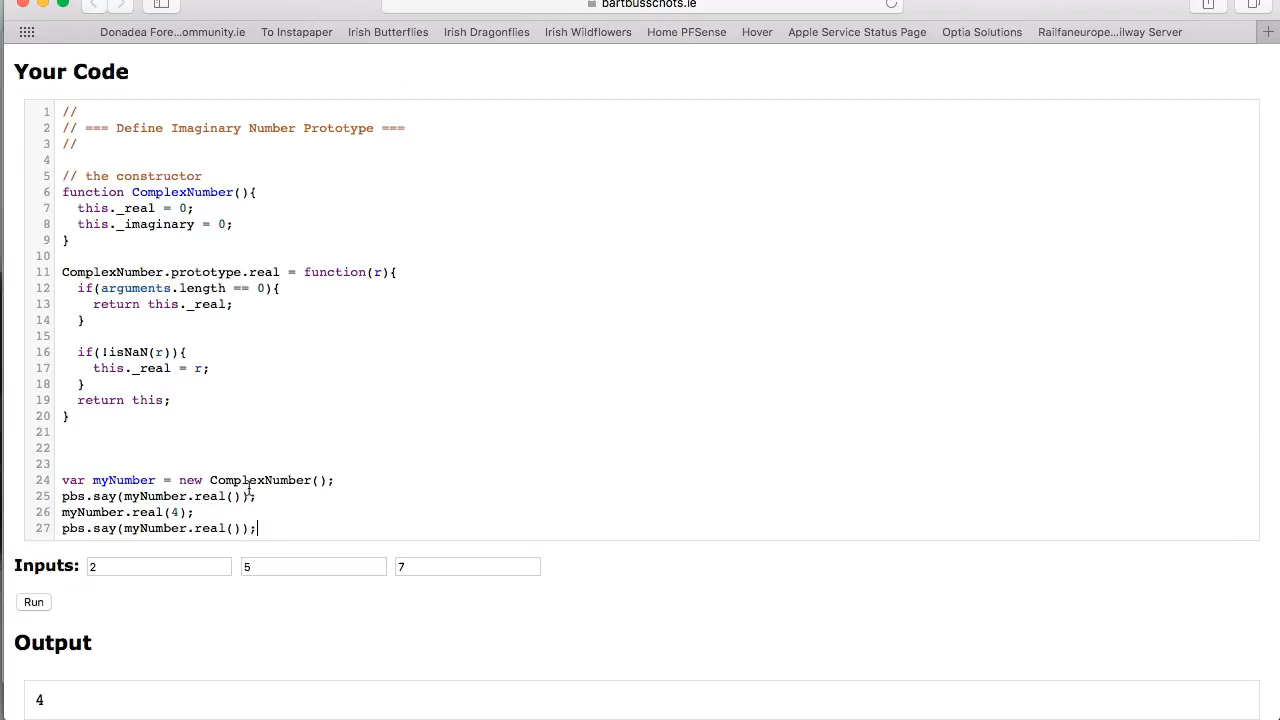 bartbusschots.ie
Donadea Fore...ommunity.ie To Instapaper Irish Butterflies Irish Dragonflies Irish Wildflowers Home PFSense Hover Apple Service Status Page Optia Solutions Railfaneurope...ilway Server
Your Code
1 //
2 // === Define Imaginary Number Prototype ===
3 //
4
5 // the constructor
6 function ComplexNumber(){
7 this._real = 0;
8 this._imaginary = 0;
9 }
10
11 ComplexNumber.prototype.real = function(r){
12 if(arguments.length == 0){
13 return this._real;
14 }
15
16 if(!isNaN(r)){
17 this._real = r;
18 }
19 return this;
20 }
21
22
23
24 var myNumber = new ComplexNumber();
25 pbs.say(myNumber.real());
26 myNumber.real(4);
27 pbs.say(myNumber.real());
Inputs: 2 5 7
Run
Output
4